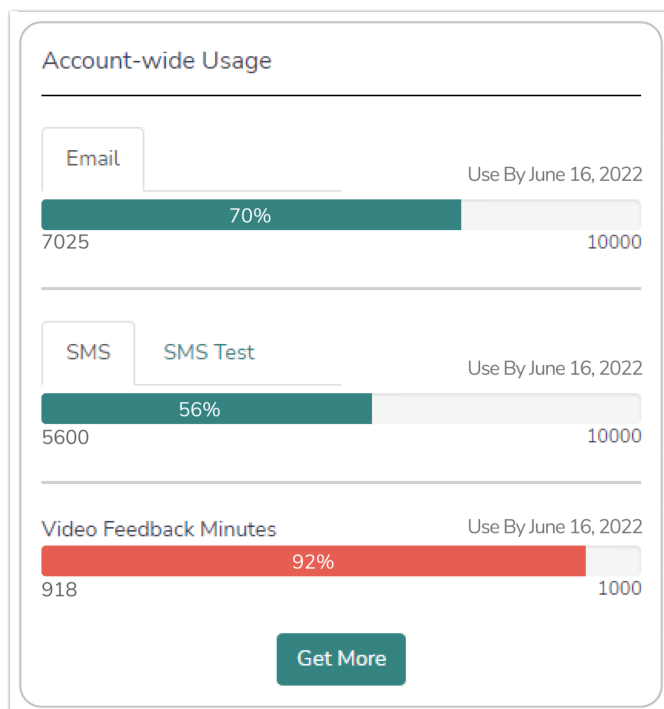 Account-wide Usage
Email
Use By June 16, 2022
70%
7025 10000
SMS SMS Test
Use By June 16, 2022
56%
5600 10000
Video Feedback Minutes Use By June 16, 2022
92%
918 1000
Get More